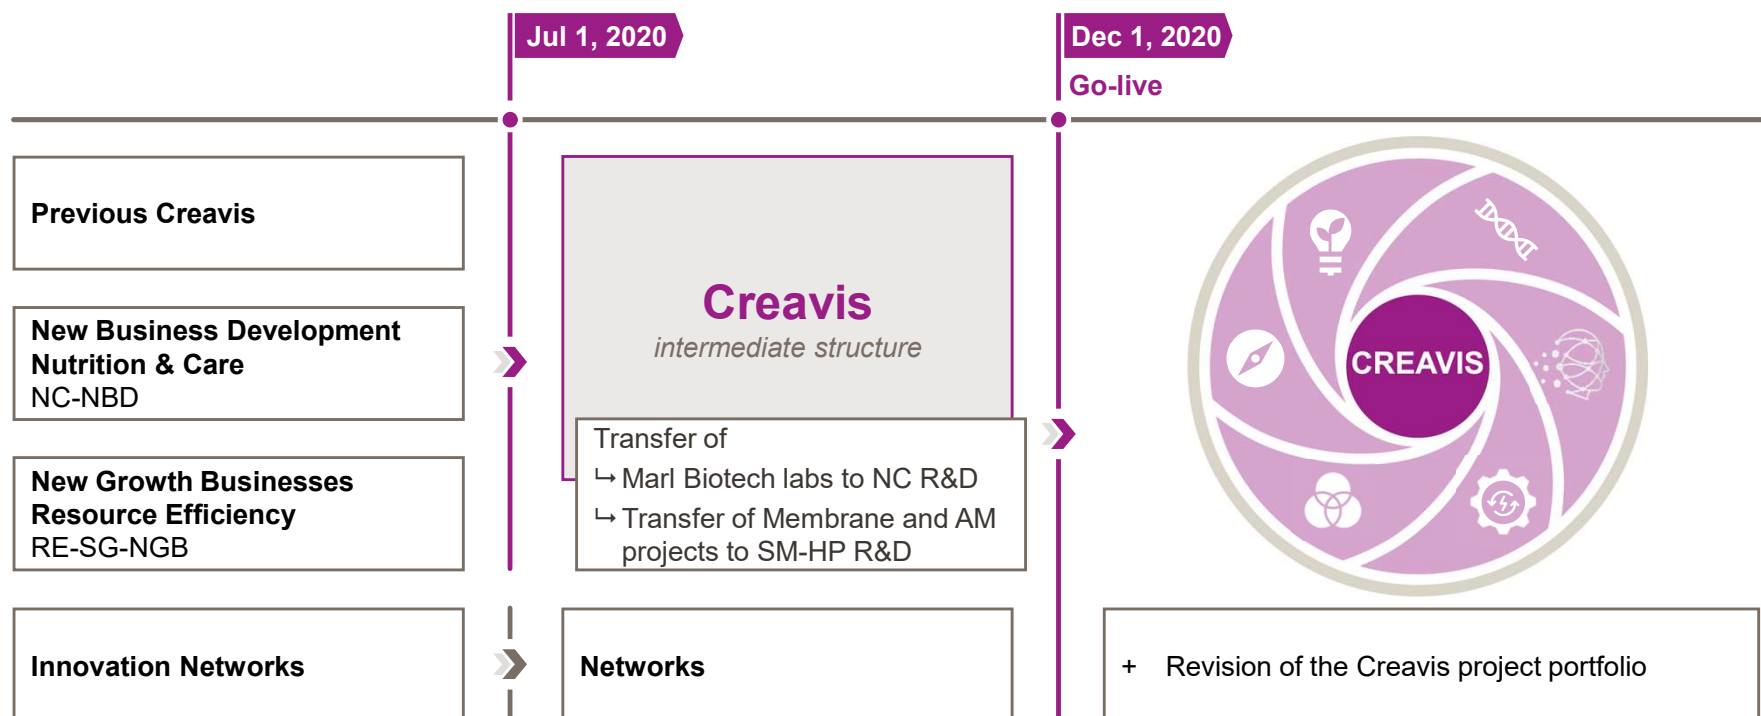 Jul 1, 2020
Dec 1, 2020
Go-live
Previous Creavis
New Business Development
Nutrition & Care
NC-NBD
New Growth Businesses
Resource Efficiency
RE-SG-NGB
Innovation Networks
Creavis
intermediate structure
Transfer of
↳ Marl Biotech labs to NC R&D
↳ Transfer of Membrane and AM
projects to SM-HP R&D
Networks
CREAVIS
+ Revision of the Creavis project portfolio